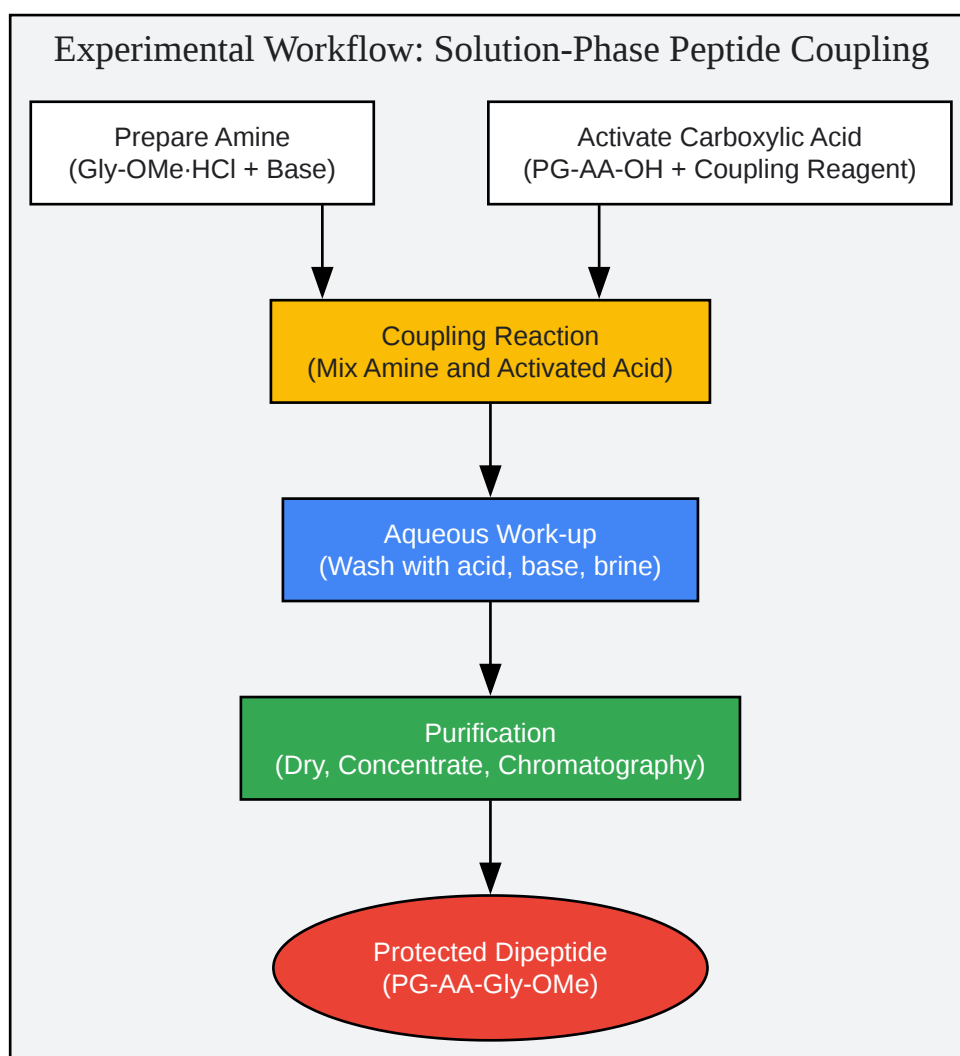 Experimental Workflow: Solution-Phase Peptide Coupling
Prepare Amine
(Gly-OMe·HCl + Base)
Activate Carboxylic Acid
(PG-AA-OH + Coupling Reagent)
Coupling Reaction
(Mix Amine and Activated Acid)
Aqueous Work-up
(Wash with acid, base, brine)
Purification
(Dry, Concentrate, Chromatography)
Protected Dipeptide
(PG-AA-Gly-OMe)